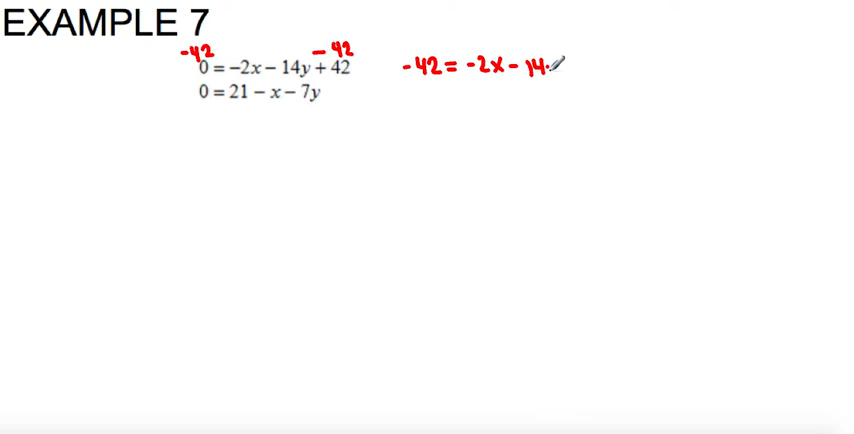 EXAMPLE 7
-42 - 42
0 = −2x − 14y + 42 -42 = -2x - 14
0 = 21 − x − 7y